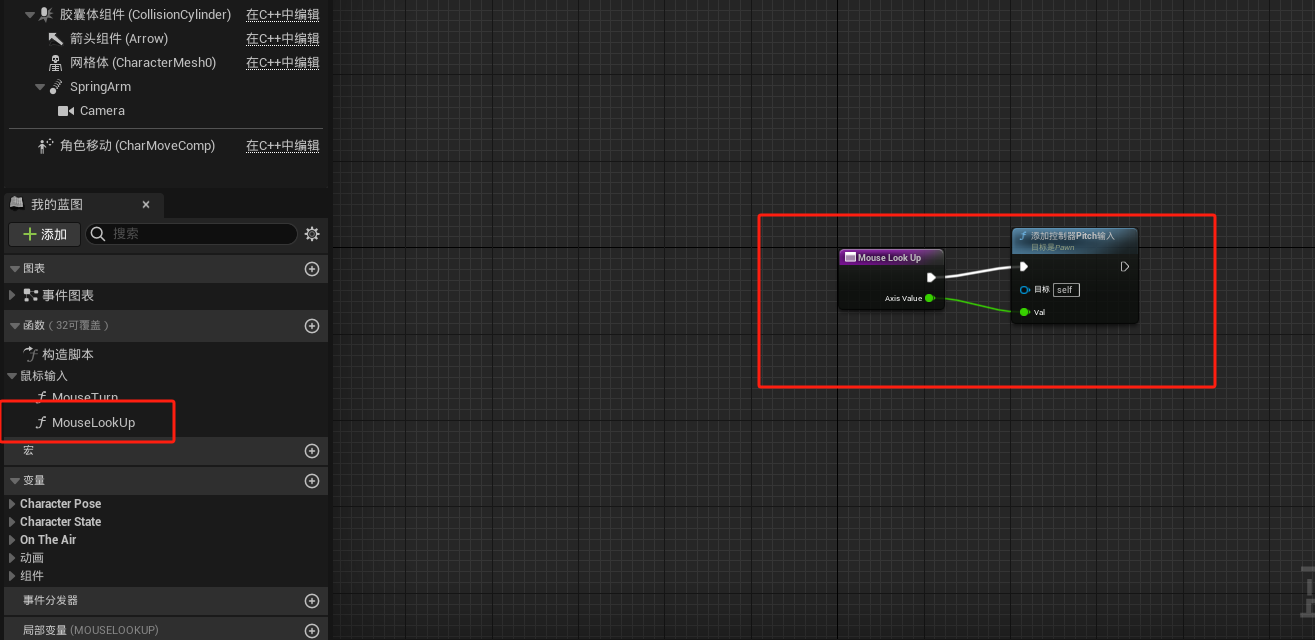 胶囊体组件 (CollisionCylinder) 在C++中编辑
箭头组件 (Arrow) 在C++中编辑
网格体 (CharacterMesh0) 在C++中编辑
SpringArm
Camera
角色移动 (CharMoveComp) 在C++中编辑
我的蓝图
添加 搜索
图表
事件图表
函数 (32可覆盖)
构造脚本
鼠标输入
MouseTurn
MouseLookUp
宏
变量
Character Pose
Character State
On The Air
动画
组件
事件分发器
局部变量 (MOUSELOOKUP)
Mouse Look Up
Axis Value
添加控制器Pitch输入
目标是Pawn
目标 self
Val